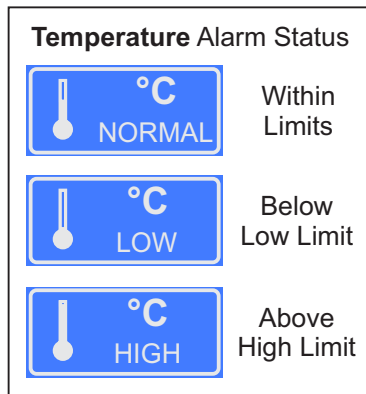 Temperature Alarm Status
°C
NORMAL
Within
Limits
°C
LOW
Below
Low Limit
°C
HIGH
Above
High Limit